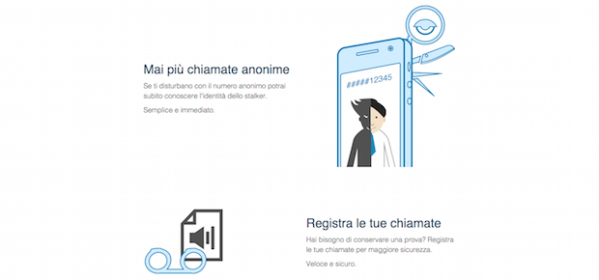 Mai più chiamate anonime
#####12345
Se ti disturbano con il numero anonimo potrai
subito conoscere l'identità dello stalker.
Semplice e immediato.
Registra le tue chiamate
Hai bisogno di conservare una prova? Registra
le tue chiamate per maggiore sicurezza.
Veloce e sicuro.